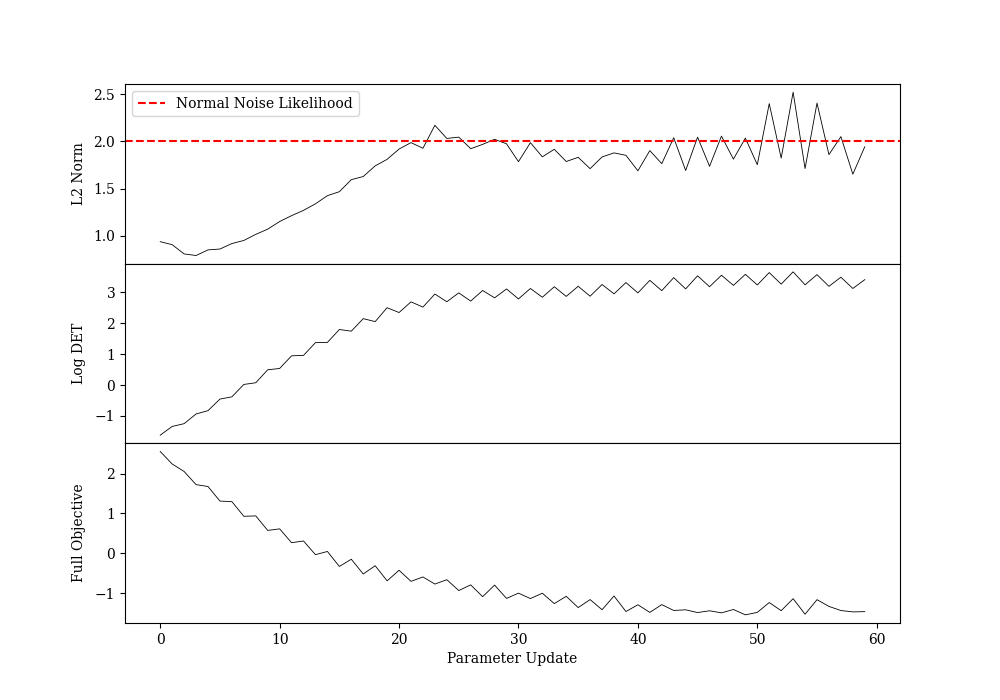 2.5
Normal Noise Likelihood
2.0
L2 Norm
1.5
1.0
3
2
Log DET
1
0
−1
2
1
Full Objective
0
−1
0 10 20 30 40 50 60
Parameter Update